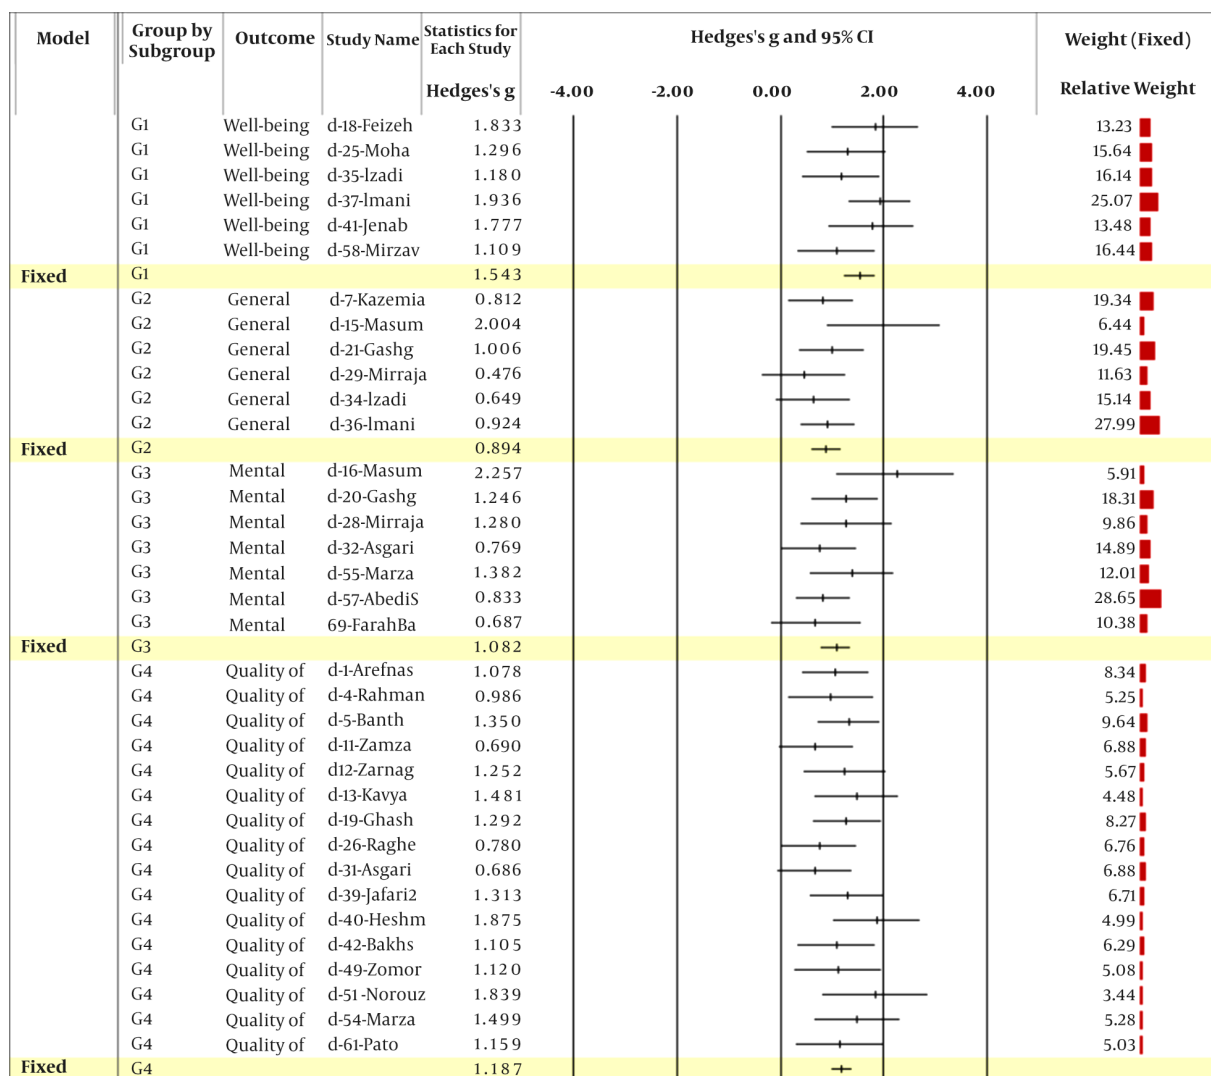 Model Group by Subgroup Outcome Study Name Statistics for Each Study Hedges's g and 95% CI Weight (Fixed)
Hedges's g -4.00 -2.00 0.00 2.00 4.00 Relative Weight
G1 Well-being d-18-Feizeh 1.833 13.23
G1 Well-being d-25-Moha 1.296 15.64
G1 Well-being d-35-lzadi 1.180 16.14
G1 Well-being d-37-lmani 1.936 25.07
G1 Well-being d-41-Jenab 1.777 13.48
G1 Well-being d-58-Mirzav 1.109 16.44
Fixed G1 1.543
G2 General d-7-Kazemia 0.812 19.34
G2 General d-15-Masum 2.004 6.44
G2 General d-21-Gashg 1.006 19.45
G2 General d-29-Mirraja 0.476 11.63
G2 General d-34-lzadi 0.649 15.14
G2 General d-36-lmani 0.924 27.99
Fixed G2 0.894
G3 Mental d-16-Masum 2.257 5.91
G3 Mental d-20-Gashg 1.246 18.31
G3 Mental d-28-Mirraja 1.280 9.86
G3 Mental d-32-Asgari 0.769 14.89
G3 Mental d-55-Marza 1.382 12.01
G3 Mental d-57-AbediS 0.833 28.65
G3 Mental 69-FarahBa 0.687 10.38
Fixed G3 1.082
G4 Quality of d-1-Arefnas 1.078 8.34
G4 Quality of d-4-Rahman 0.986 5.25
G4 Quality of d-5-Banth 1.350 9.64
G4 Quality of d-11-Zamza 0.690 6.88
G4 Quality of d12-Zarnag 1.252 5.67
G4 Quality of d-13-Kavya 1.481 4.48
G4 Quality of d-19-Ghash 1.292 8.27
G4 Quality of d-26-Raghe 0.780 6.76
G4 Quality of d-31-Asgari 0.686 6.88
G4 Quality of d-39-Jafari2 1.313 6.71
G4 Quality of d-40-Heshm 1.875 4.99
G4 Quality of d-42-Bakhs 1.105 6.29
G4 Quality of d-49-Zomor 1.120 5.08
G4 Quality of d-51-Norouz 1.839 3.44
G4 Quality of d-54-Marza 1.499 5.28
G4 Quality of d-61-Pato 1.159 5.03
Fixed G4 1.187